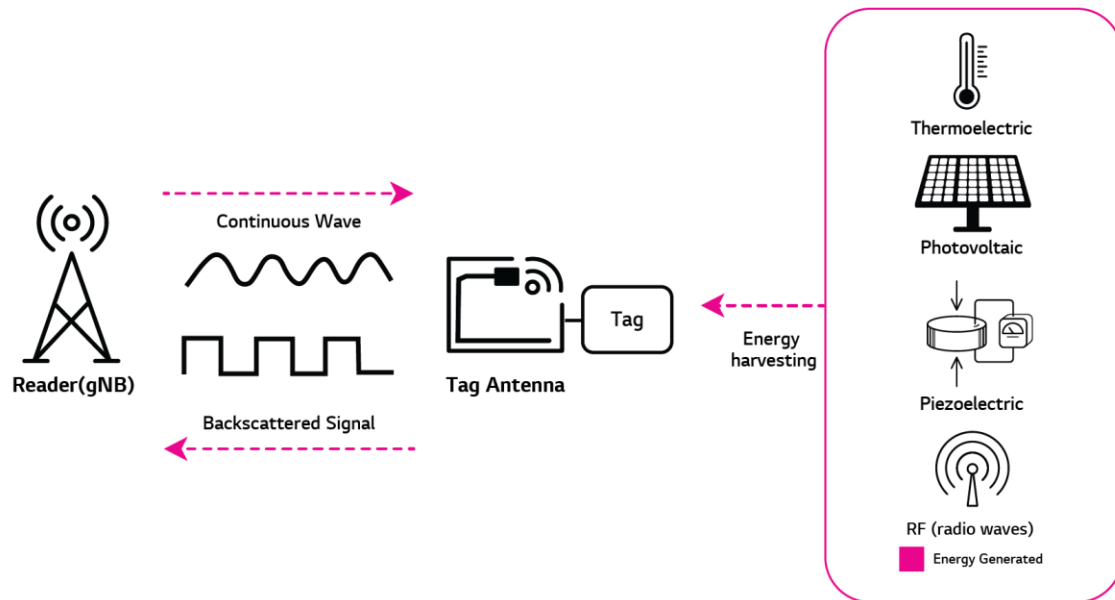 Thermoelectric
Photovoltaic
Continuous Wave
Tag
Energy
harvesting
Reader(gNB)
Tag Antenna
Piezoelectric
Backscattered Signal
RF (radio waves)
Energy Generated